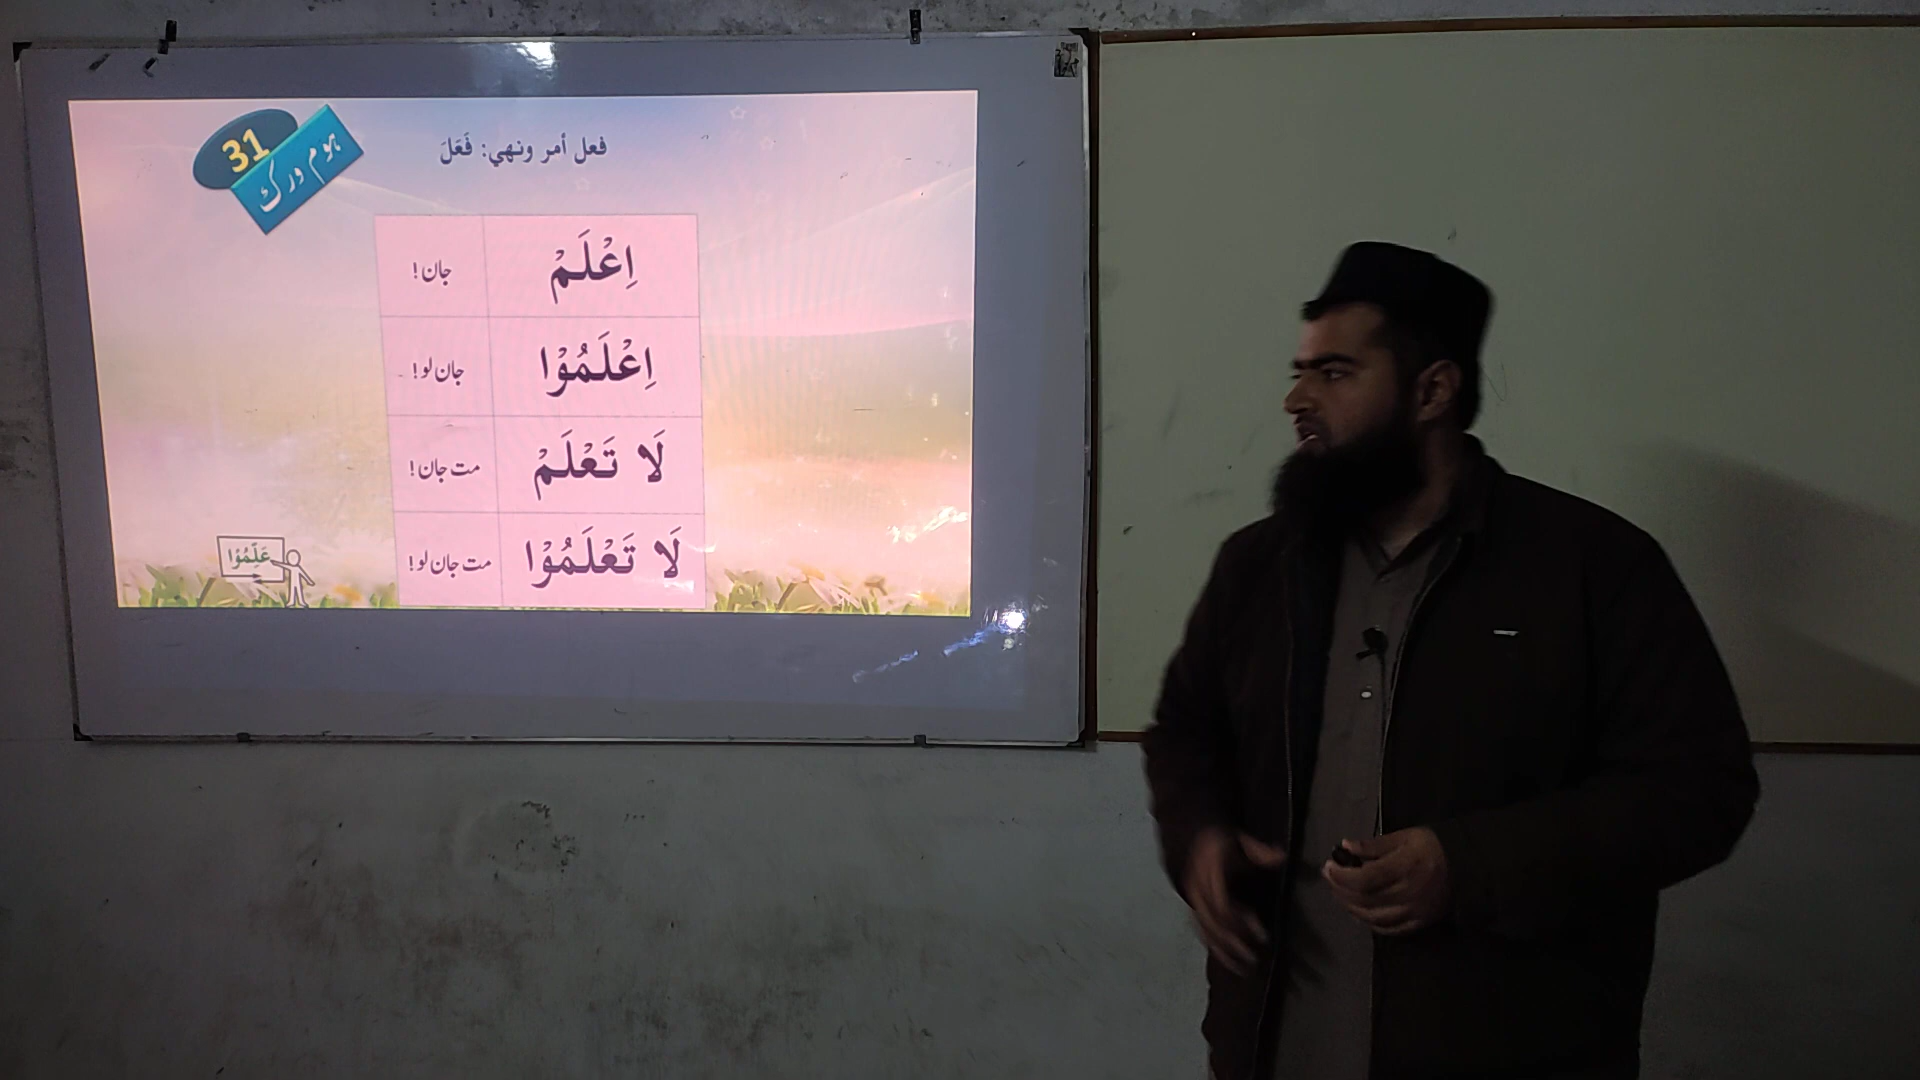 31
ہوم ورک
فعل أمر ونهي: فَعَلَ
اِعْلَمْ جان!
اِعْلَمُوْا جان لو!
لَا تَعْلَمْ مت جان!
لَا تَعْلَمُوْا مت جان لو!
عَلِّمُوْا